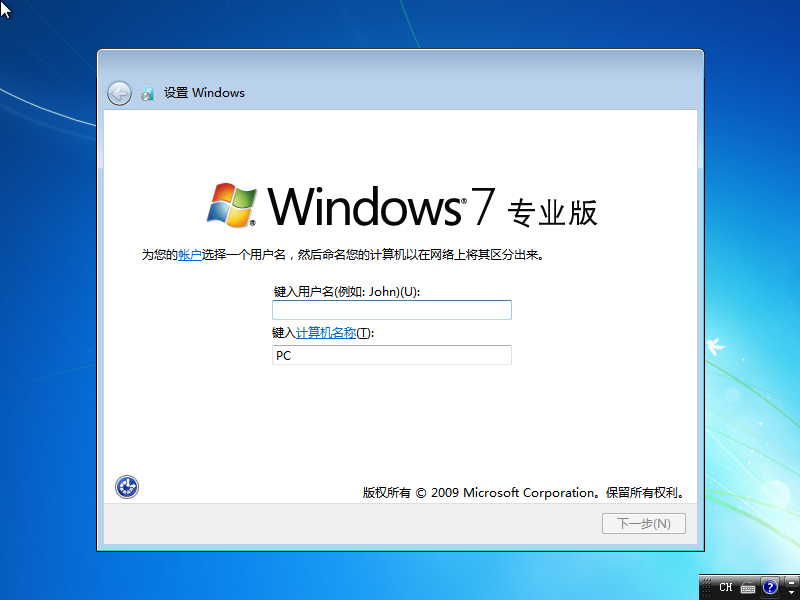 设置 Windows
Windows® 7 专业版
为您的帐户选择一个用户名，然后命名您的计算机以在网络上将其区分出来。
键入用户名(例如: John)(U):
键入计算机名称(T):
PC
版权所有 © 2009 Microsoft Corporation。保留所有权利。
下一步(N)
CH